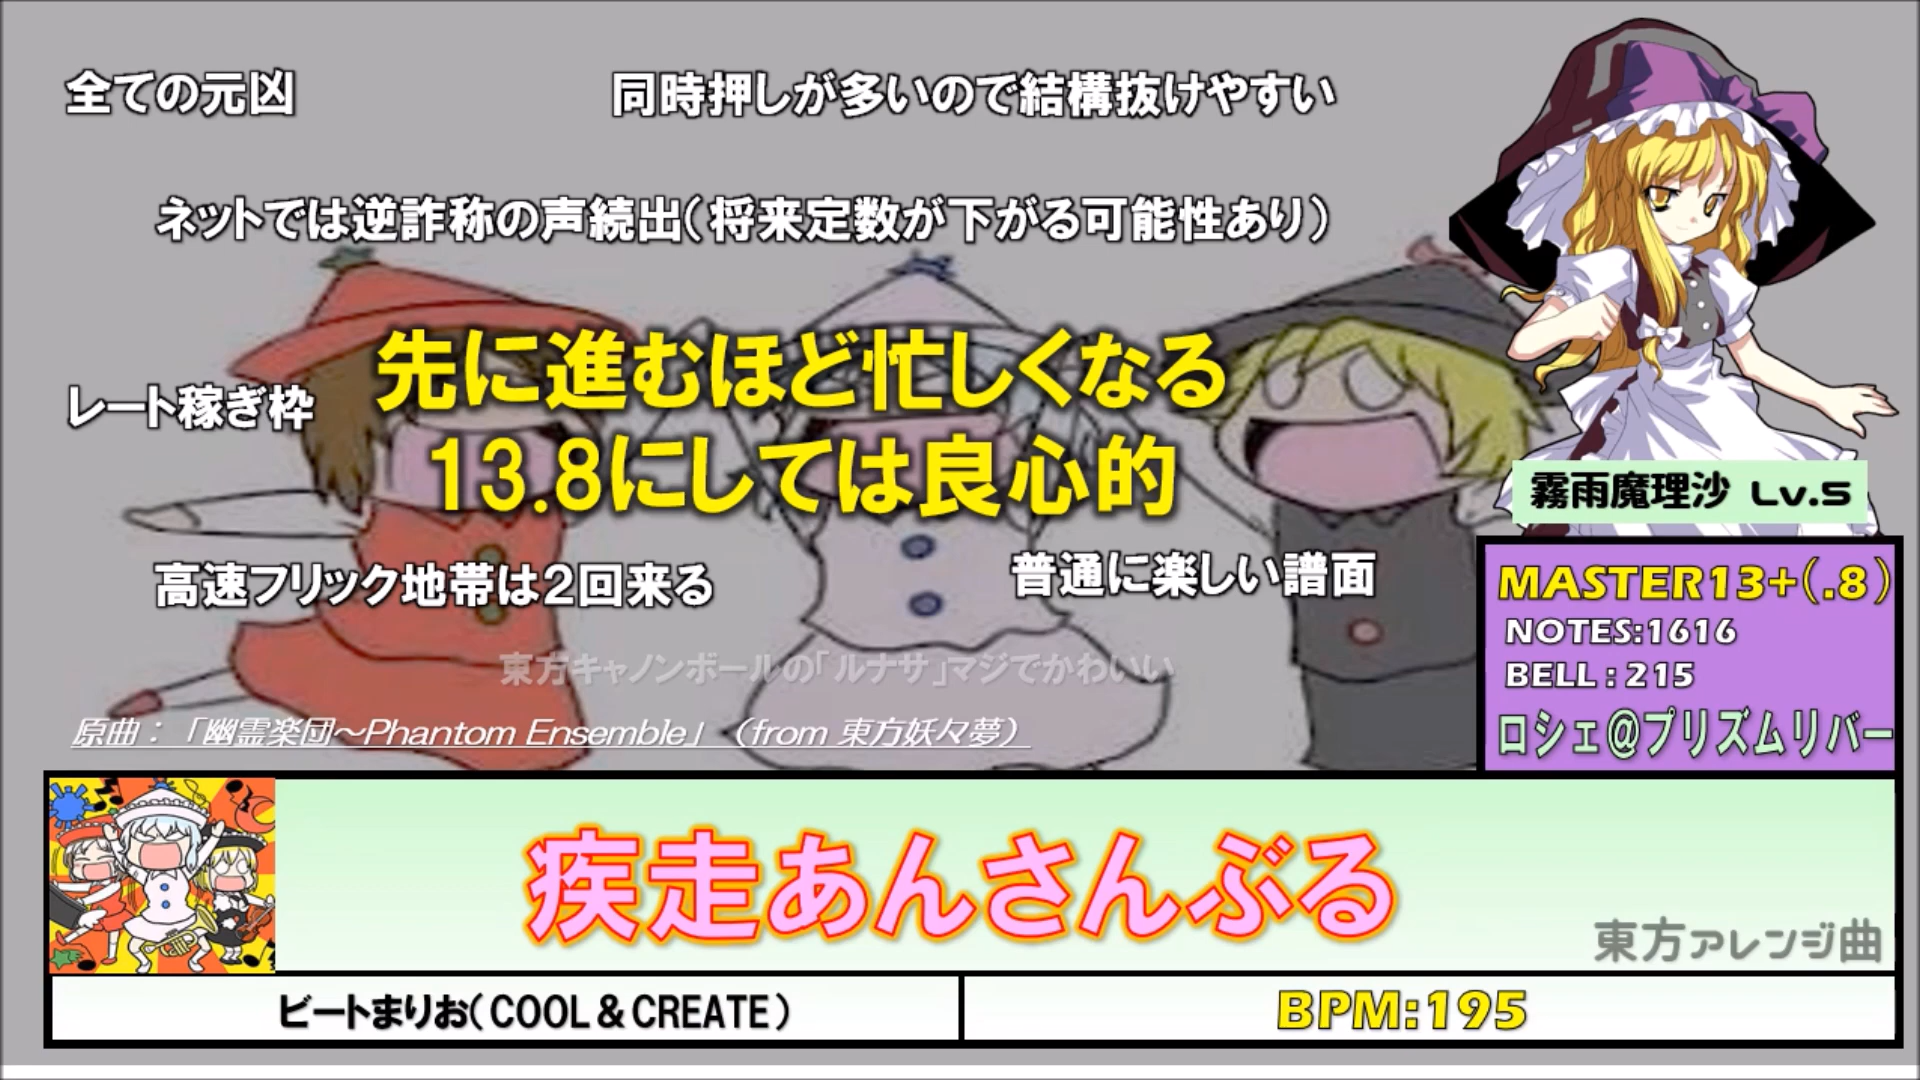 全ての元凶
同時押しが多いので結構抜けやすい
ネットでは逆詐称の声続出(将来定数が下がる可能性あり)
先に進むほど忙しくなる
レート稼ぎ枠
13.8にしては良心的
霧雨魔理沙 Lv.5
高速フリック地帯は2回来る
普通に楽しい譜面
MASTER13+(.8)
NOTES:1616
BELL:215
東方キャノンボールの「ルナサ」マジでかわいい
ロシェ@プリズムリバー
原曲:「幽霊楽団～Phantom Ensemble」(from 東方妖々夢)
疾走あんさんぶる
東方アレンジ曲
ビートまりお(COOL&CREATE)
BPM:195